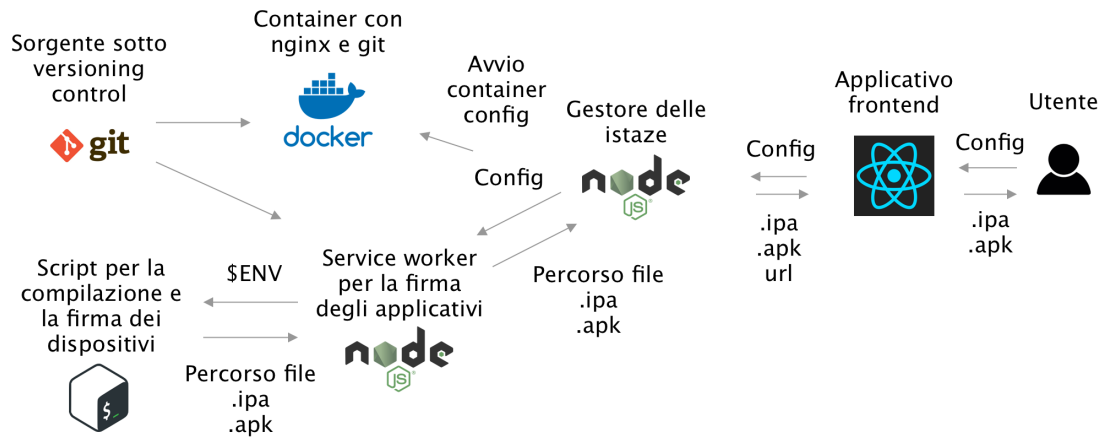 Sorgente sotto
versioning
control
git
Container con
nginx e git
docker
Avvio
container
config
Gestore delle
istaze
node
JS
Config
Config
Applicativo
frontend
Utente
Config
.ipa
.apk
url
.ipa
.apk
Script per la
compilazione e
la firma dei
dispositivi
$ENV
Service worker
per la firma
degli applicativi
node
JS
Percorso file
.ipa
.apk
Percorso file
.ipa
.apk
$_